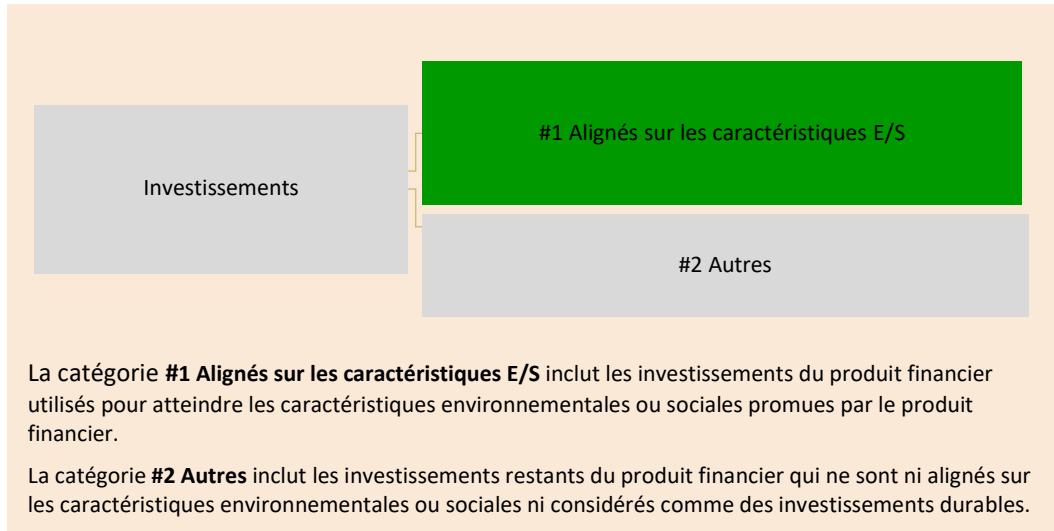 #1 Alignés sur les caractéristiques E/S
Investissements
#2 Autres
La catégorie #1 Alignés sur les caractéristiques E/S inclut les investissements du produit financier
utilisés pour atteindre les caractéristiques environnementales ou sociales promues par le produit
financier.
La catégorie #2 Autres inclut les investissements restants du produit financier qui ne sont ni alignés sur
les caractéristiques environnementales ou sociales ni considérés comme des investissements durables.